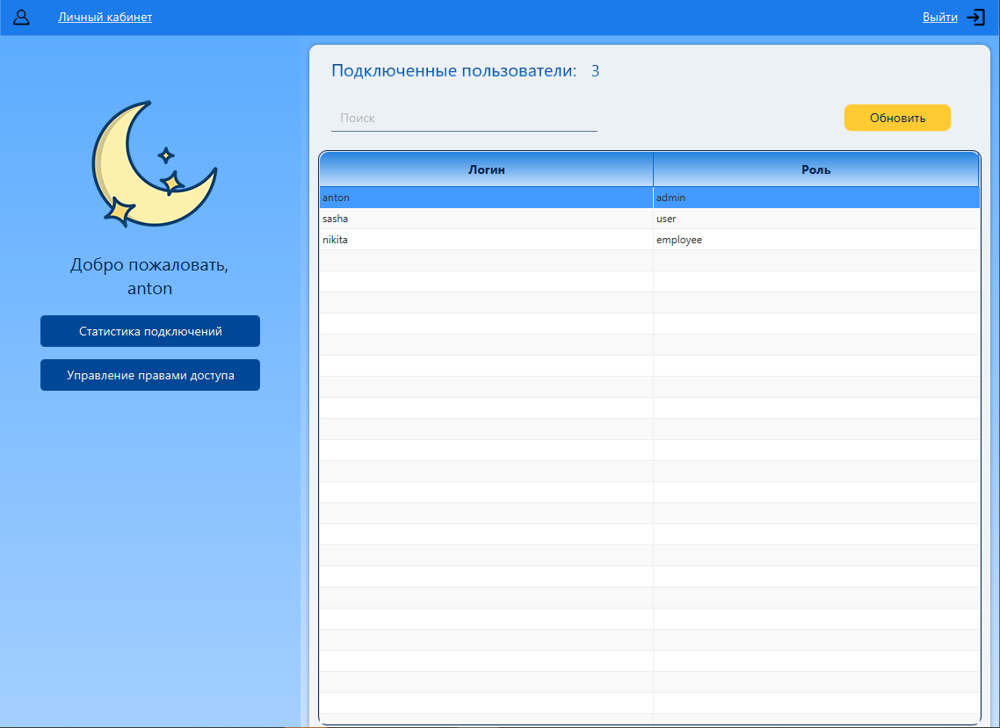 Личный кабинет
Выйти
Добро пожаловать,
anton
Статистика подключений
Управление правами доступа
Подключенные пользователи: 3
Поиск
Обновить
Логин Роль
anton admin
sasha user
nikita employee